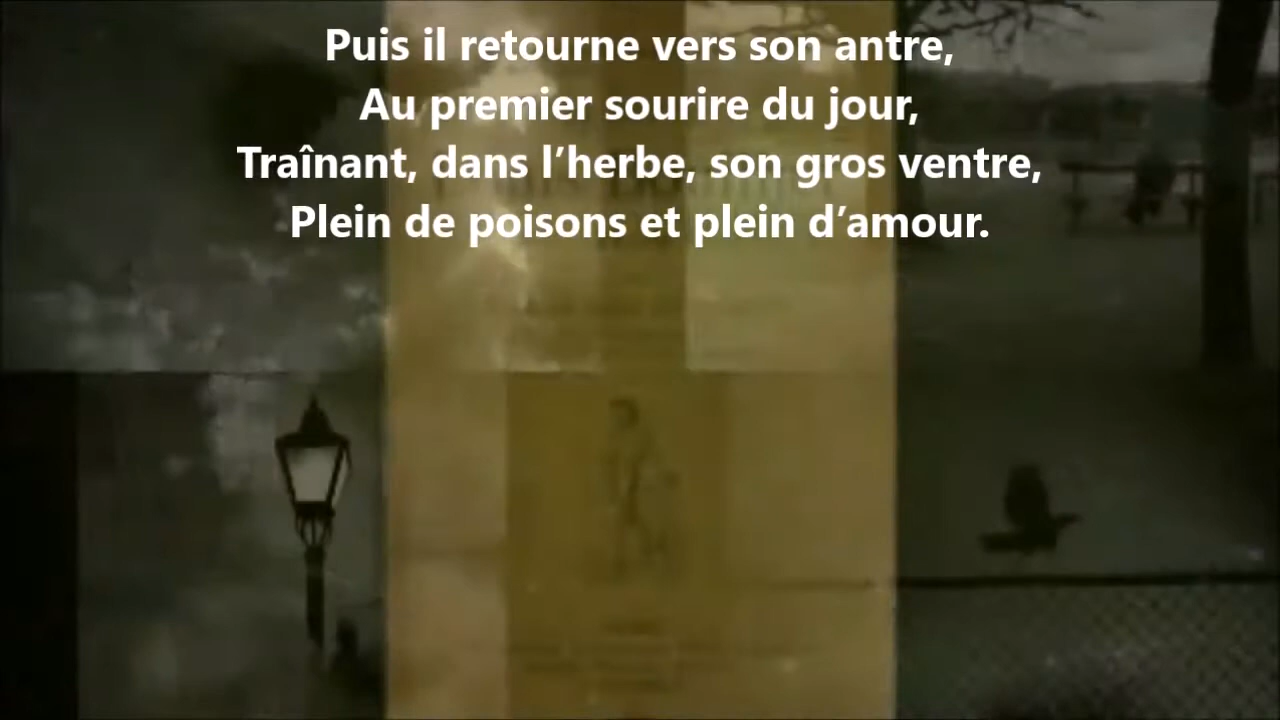 Puis il retourne vers son antre,
Au premier sourire du jour,
Traînant, dans l’herbe, son gros ventre,
Plein de poisons et plein d’amour.